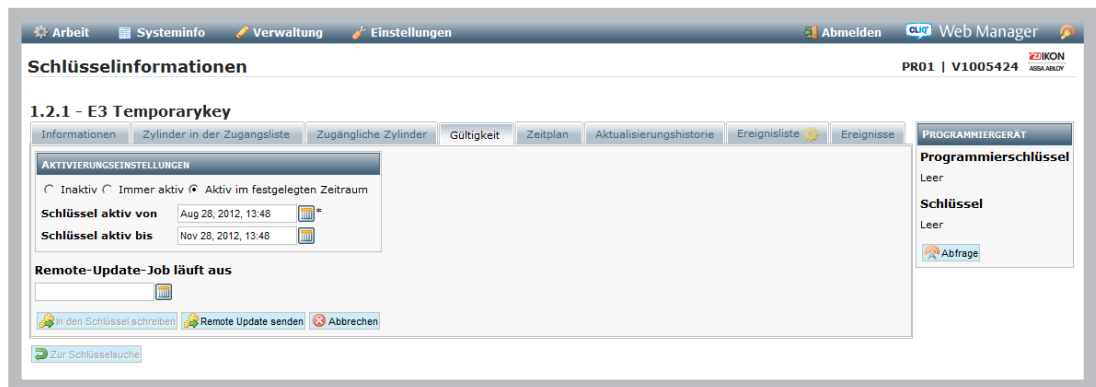 Arbeit Systeminfo Verwaltung Einstellungen Abmelden CLIQ Web Manager
Schlüsselinformationen PR01 | V1005424 IKON
ASSA ABLOY
1.2.1 - E3 Temporarykey
Informationen Zylinder in der Zugangsliste Zugängliche Zylinder Gültigkeit Zeitplan Aktualisierungshistorie Ereignisliste Ereignisse
AKTIVIERUNGSEINSTELLUNGEN
Inaktiv Immer aktiv Aktiv im festgelegten Zeitraum
Schlüssel aktiv von Aug 28, 2012, 13:48 *
Schlüssel aktiv bis Nov 28, 2012, 13:48
Remote-Update-Job läuft aus
In den Schlüssel schreiben Remote Update senden Abbrechen
Zur Schlüsselsuche
PROGRAMMIERGERÄT
Programmierschlüssel
Leer
Schlüssel
Leer
Abfrage